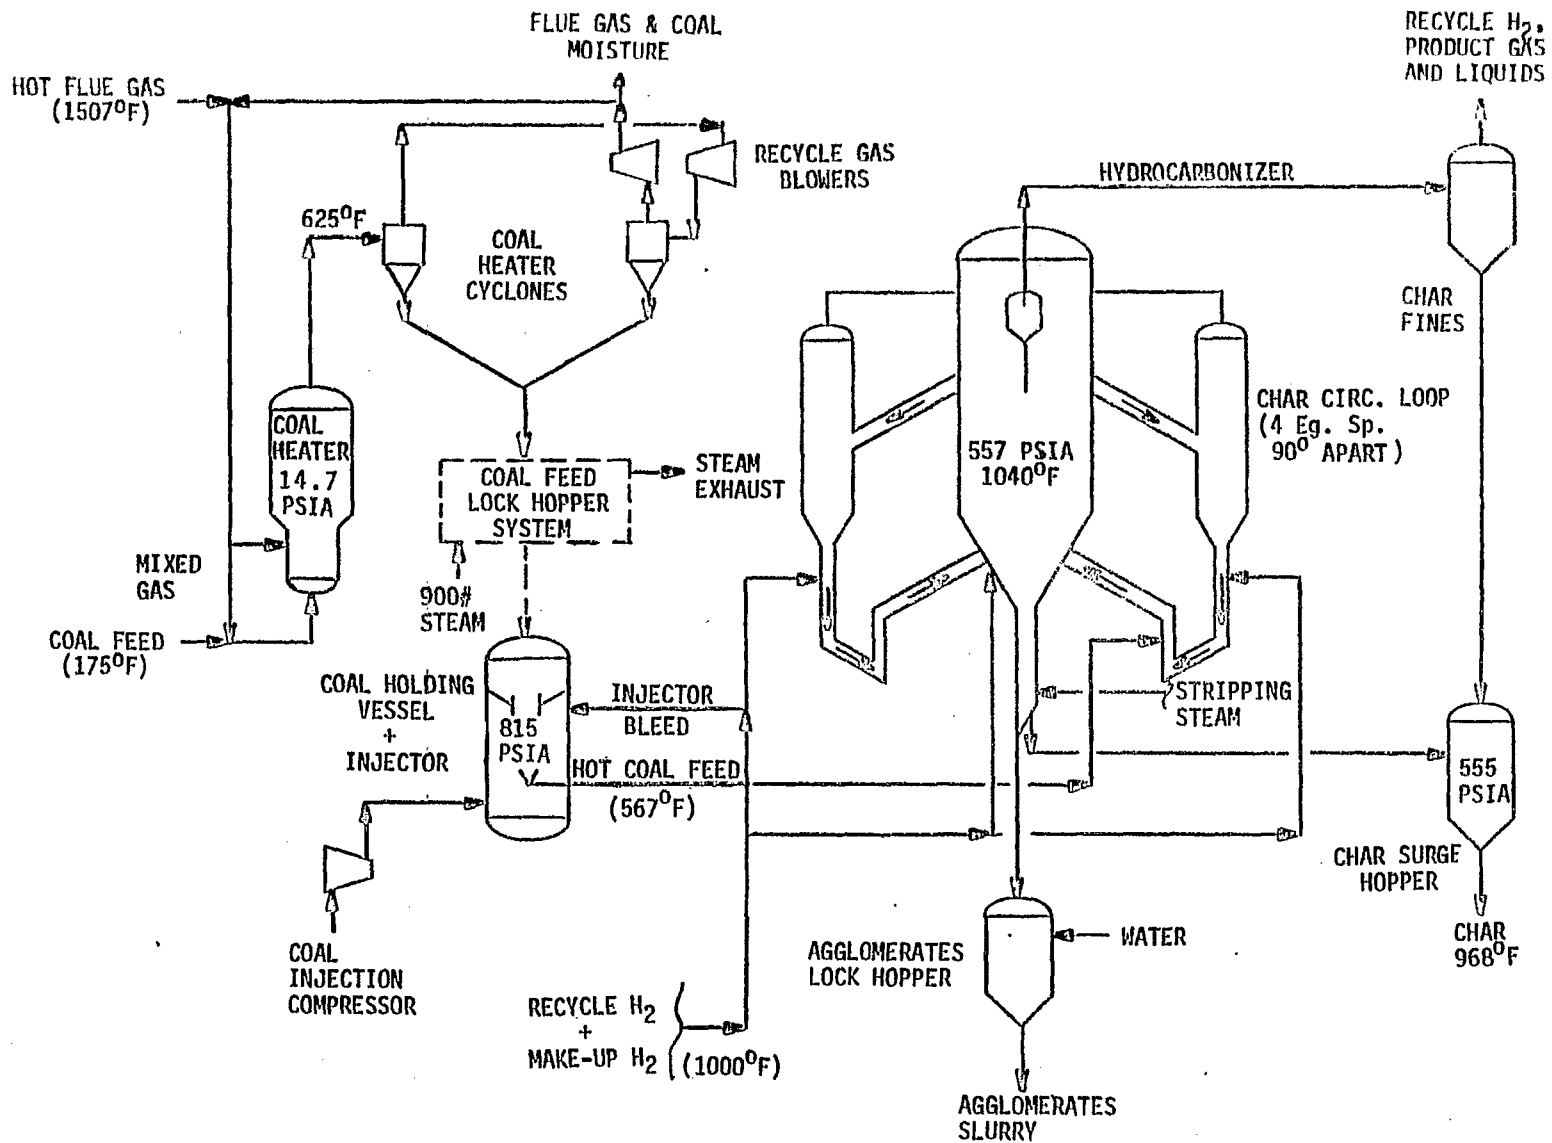 FLUE GAS & COAL
MOISTURE
RECYCLE H2,
PRODUCT GAS
AND LIQUIDS
HOT FLUE GAS
(1507°F)
RECYCLE GAS
BLOWERS
HYDROCARBONIZER
625°F
COAL
HEATER
CYCLONES
CHAR
FINES
COAL
HEATER
14.7
PSIA
CHAR CIRC. LOOP
(4 Eg. Sp.
90° APART)
557 PSIA
1040°F
COAL FEED
LOCK HOPPER
SYSTEM
STEAM
EXHAUST
MIXED
GAS
900#
STEAM
COAL FEED
(175°F)
COAL HOLDING
VESSEL
+
INJECTOR
815
PSIA
INJECTOR
BLEED
STRIPPING
STEAM
HOT COAL FEED
(567°F)
555
PSIA
CHAR SURGE
HOPPER
CHAR
968°F
COAL
INJECTION
COMPRESSOR
AGGLOMERATES
LOCK HOPPER
WATER
RECYCLE H2
+
MAKE-UP H2
(1000°F)
AGGLOMERATES
SLURRY